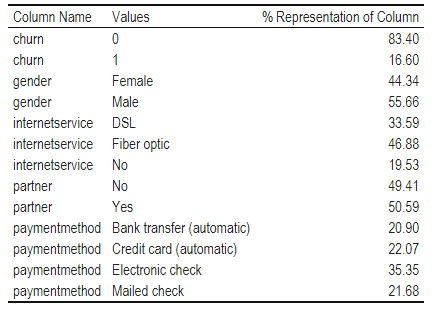 Column Name Values % Representation of Column
churn 0 83.40
churn 1 16.60
gender Female 44.34
gender Male 55.66
internetservice DSL 33.59
internetservice Fiber optic 46.88
internetservice No 19.53
partner No 49.41
partner Yes 50.59
paymentmethod Bank transfer (automatic) 20.90
paymentmethod Credit card (automatic) 22.07
paymentmethod Electronic check 35.35
paymentmethod Mailed check 21.68